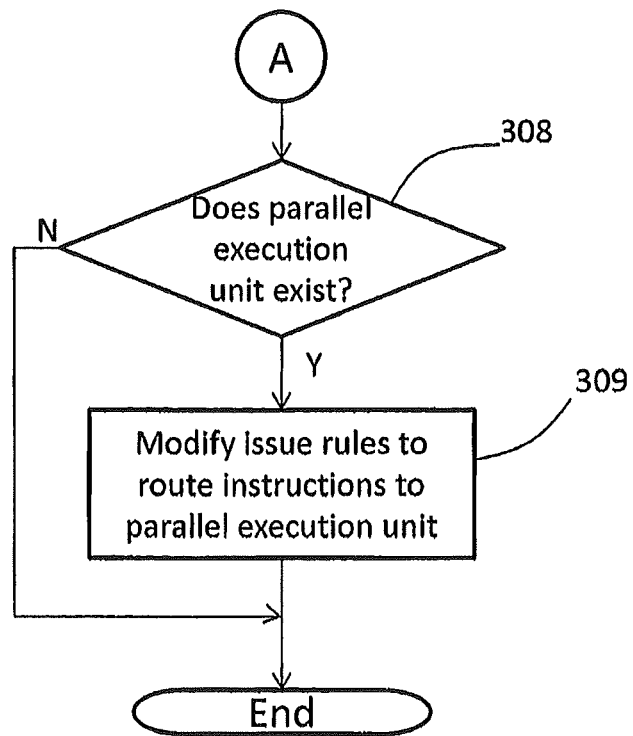 A
308
Does parallel
execution
unit exist?
N
Y
309
Modify issue rules to
route instructions to
parallel execution unit
End